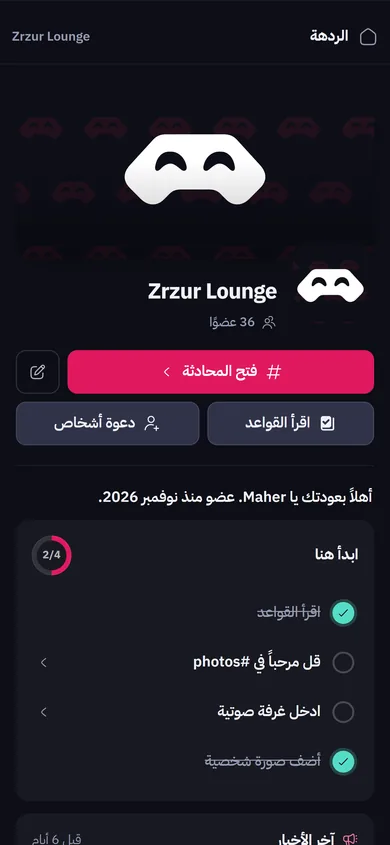 الردهة
Zrzur Lounge
Zrzur Lounge
36 عضوًا
# فتح المحادثة
اقرأ القواعد
دعوة أشخاص
أهلاً بعودتك يا Maher. عضو منذ نوفمبر 2026.
ابدأ هنا
2/4
اقرأ القواعد
قل مرحباً في #photos
ادخل غرفة صوتية
أضف صورة شخصية
آخر الأخبار
قبل 6 أيام